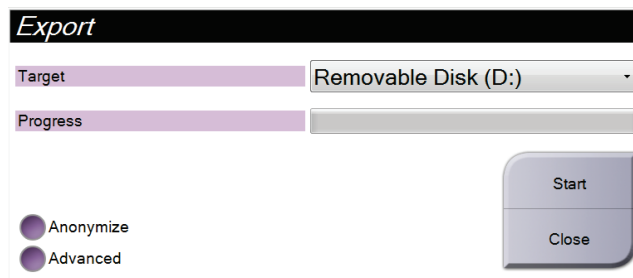 Export
Target
Removable Disk (D:)
Progress
Start
Close
Anonymize
Advanced